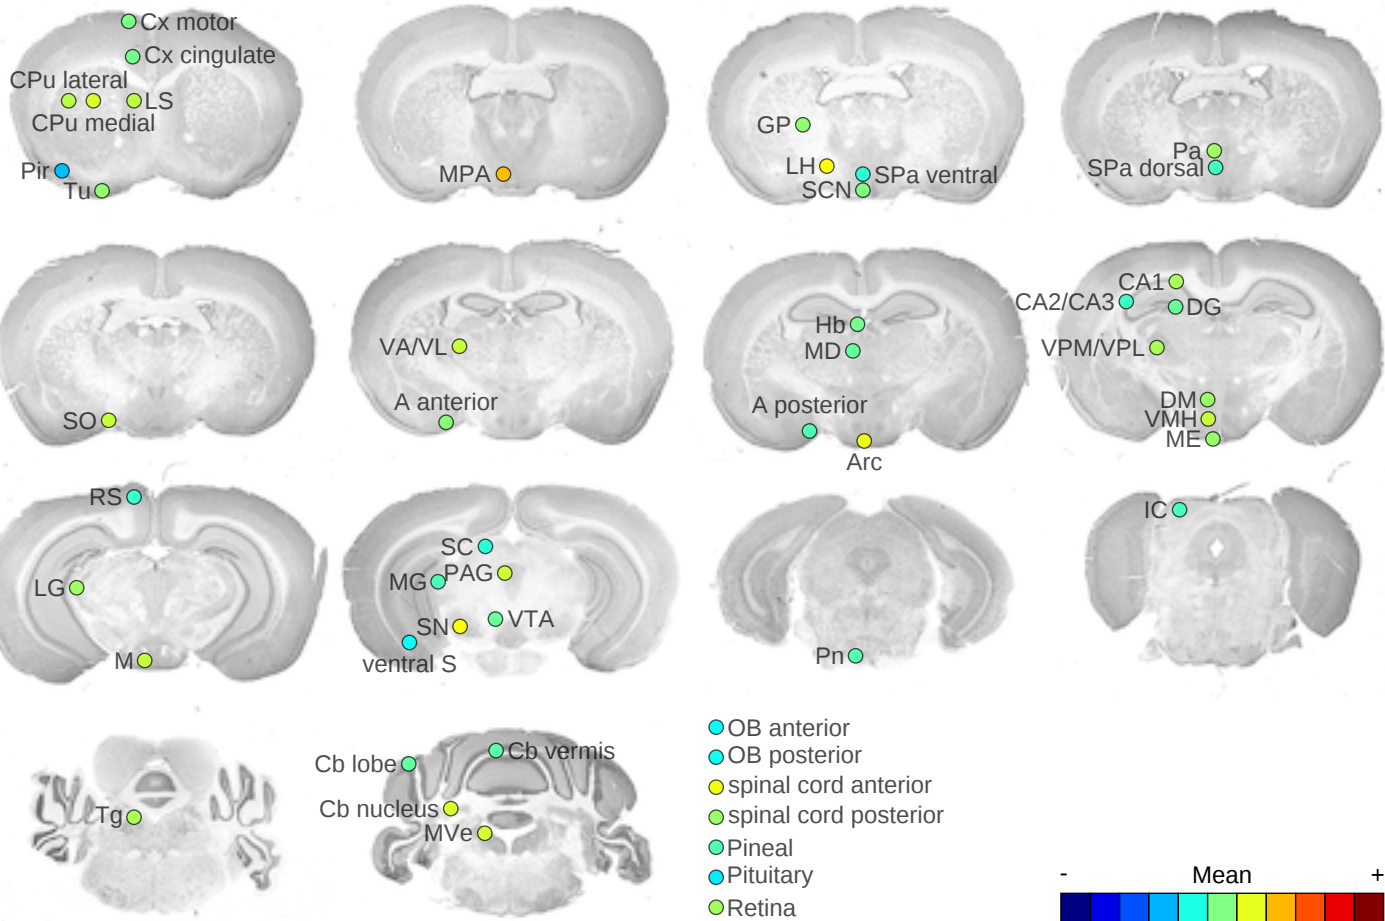 Cx motor
Cx cingulate
CPu lateral
LS
CPu medial
Pir
Tu
MPA
GP
LH
SPa ventral
SCN
Pa
SPa dorsal
SO
VA/VL
A anterior
Hb
MD
A posterior
Arc
CA1
CA2/CA3
DG
VPM/VPL
DM
VMH
ME
RS
LG
M
SC
MG
PAG
SN
VTA
ventral S
Pn
IC
Tg
Cb lobe
Cb vermis
Cb nucleus
MVe
OB anterior
OB posterior
spinal cord anterior
spinal cord posterior
Pineal
Pituitary
Retina
- Mean +